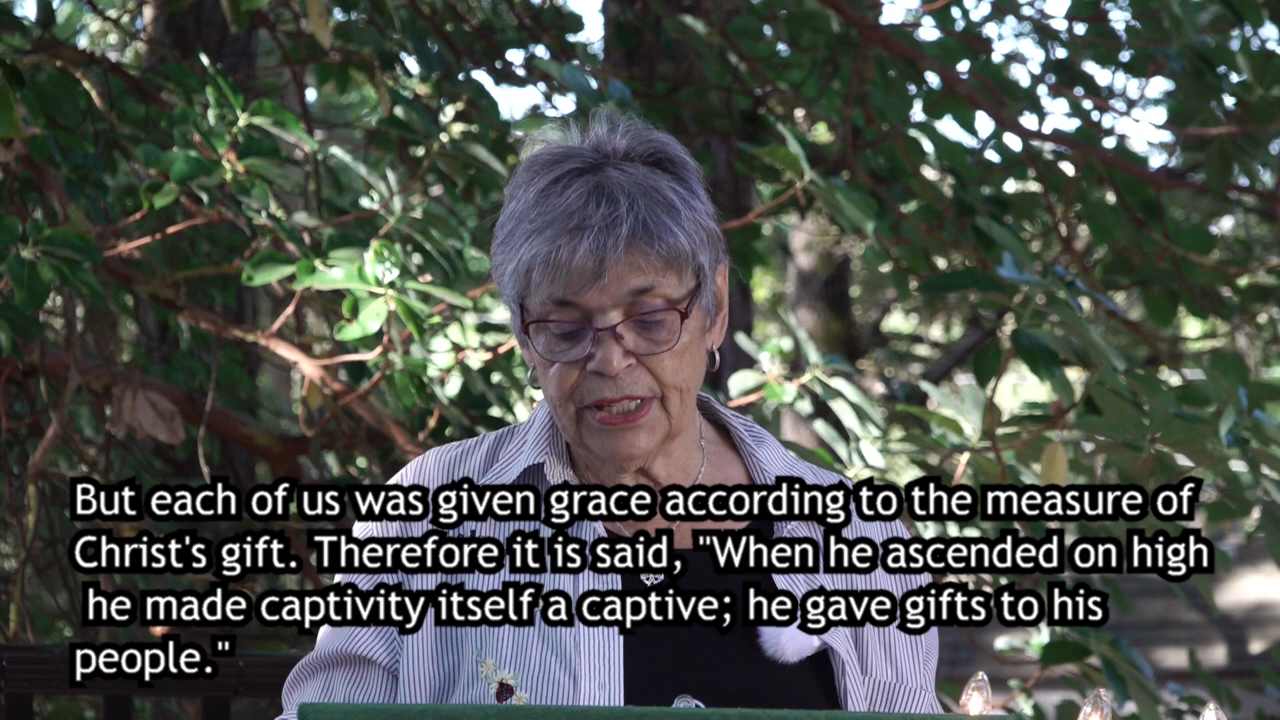 But each of us was given grace according to the measure of
Christ's gift. Therefore it is said, "When he ascended on high
he made captivity itself a captive; he gave gifts to his
people."